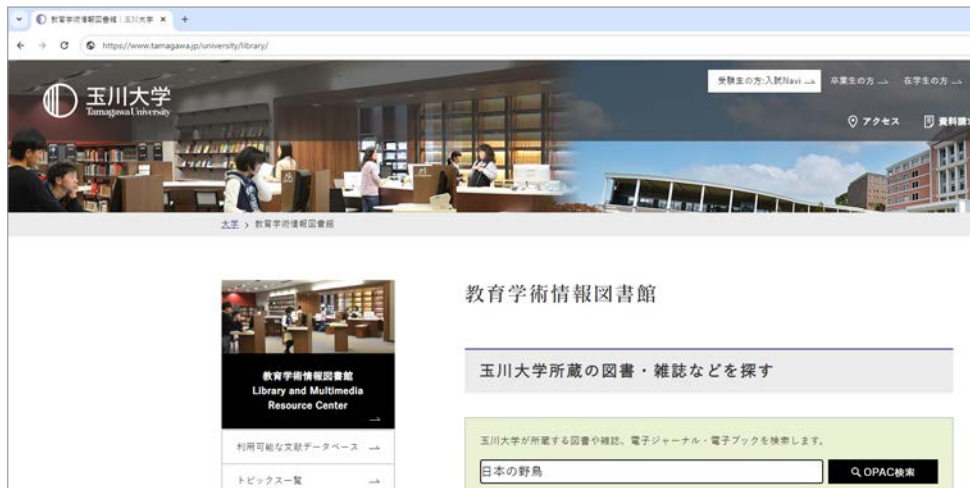 教育学術情報図書館｜玉川大学
https://www.tamagawa.jp/university/library/
玉川大学
Tamagawa University
受験生の方:入試Navi
卒業生の方
在学生の方
アクセス
資料請求
大学 > 教育学術情報図書館
教育学術情報図書館
玉川大学所蔵の図書・雑誌などを探す
教育学術情報図書館
Library and Multimedia
Resource Center
利用可能な文献データベース
トピックス一覧
玉川大学が所蔵する図書や雑誌、電子ジャーナル・電子ブックを検索します。
日本の野鳥
OPAC検索